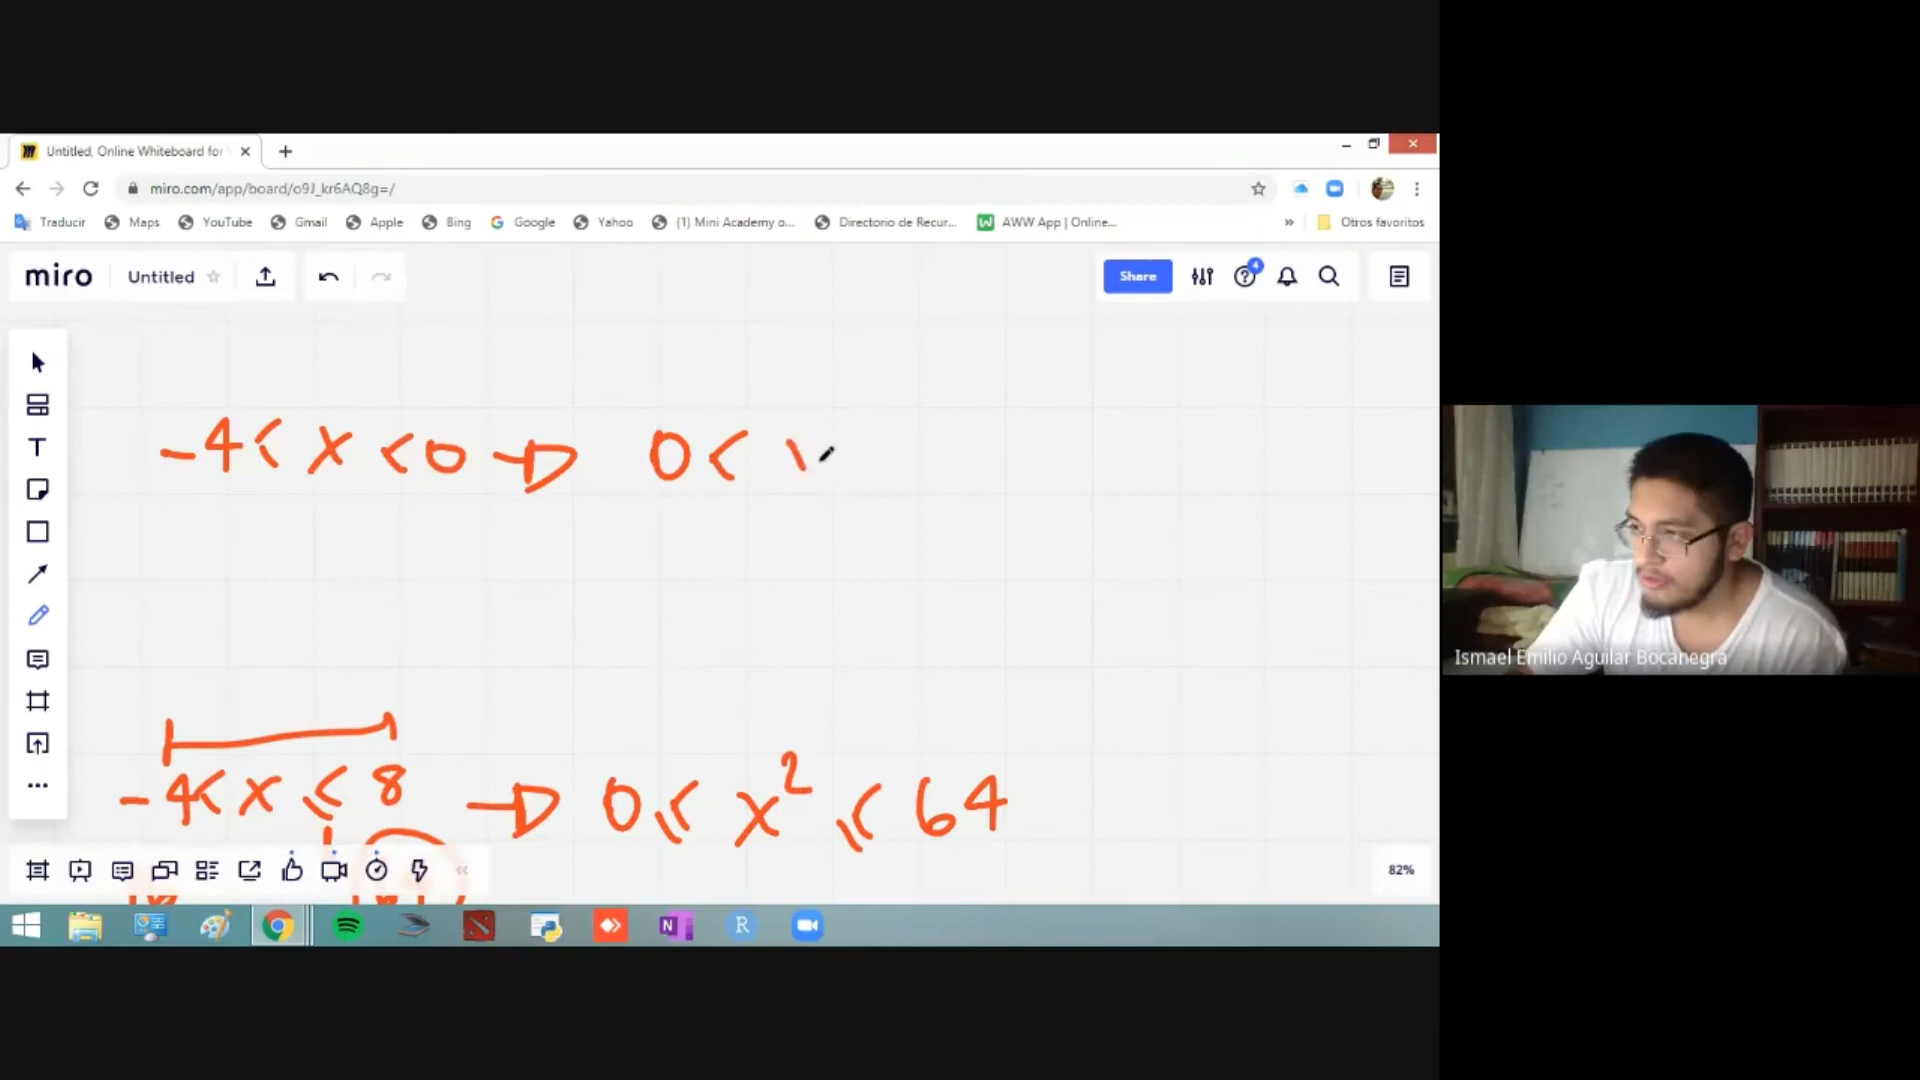 Untitled, Online Whiteboard for
miro.com/app/board/o9J_kr6AQ8g=/
Traducir Maps YouTube Gmail Apple Bing Google Yahoo (1) Mini Academy o... Directorio de Recur... AWW App | Online... » Otros favoritos
miro Untitled Share 4
-4< x <0 → 0<
-4< x ≤ 8 → 0 ≤ x² ≤ 64
82%
Ismael Emilio Aguilar Bocanegra